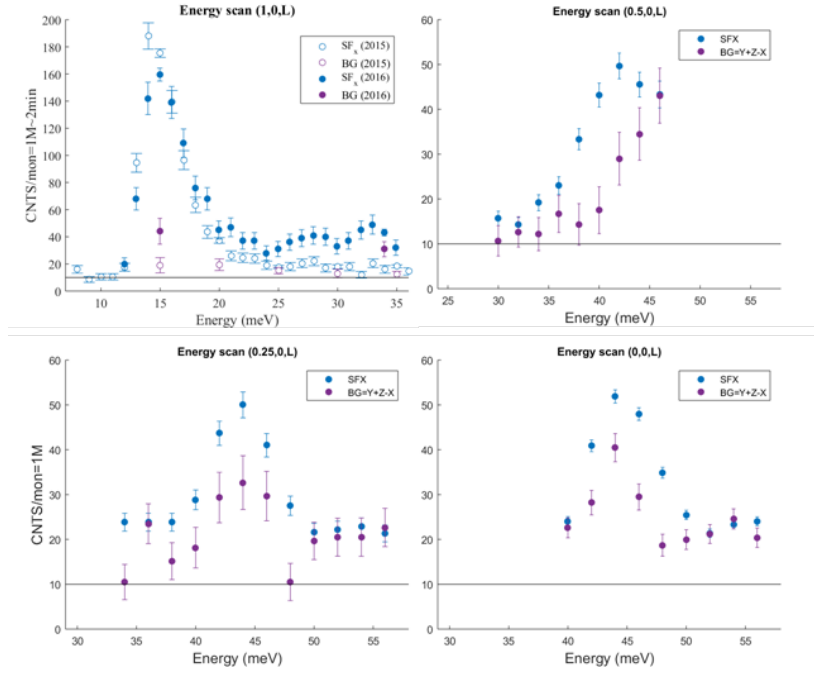 Energy scan (1,0,L)
CNTS/mon=1M~2min
200
180
160
140
120
100
80
60
40
20
0
SFx (2015)
BG (2015)
SFx (2016)
BG (2016)
10 15 20 25 30 35
Energy (meV)
Energy scan (0.5,0,L)
60
50
40
30
20
10
0
SFX
BG=Y+Z-X
25 30 35 40 45 50 55
Energy (meV)
Energy scan (0.25,0,L)
CNTS/mon=1M
60
50
40
30
20
10
0
SFX
BG=Y+Z-X
30 35 40 45 50 55
Energy (meV)
Energy scan (0,0,L)
60
50
40
30
20
10
0
SFX
BG=Y+Z-X
30 35 40 45 50 55
Energy (meV)